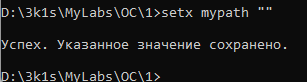 D:\3k1s\MyLabs\OC\1>setx mypath ""
Успех. Указанное значение сохранено.
D:\3k1s\MyLabs\OC\1>